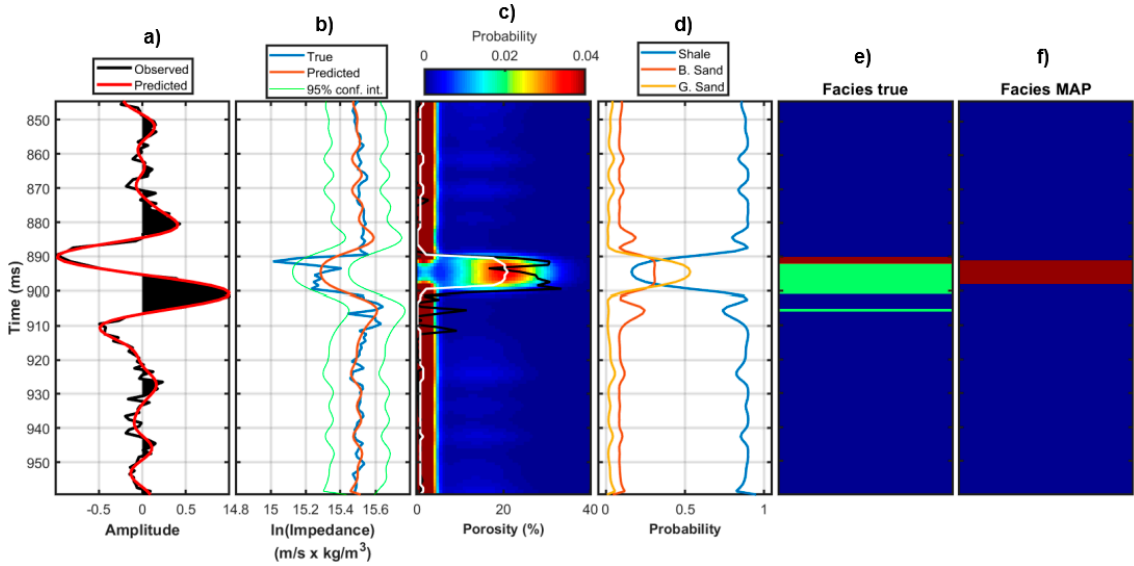 a)
b)
c)
d)
e)
f)
Observed
Predicted
True
Predicted
95% conf. int.
Probability
0
0.02
0.04
Shale
B. Sand
G. Sand
Facies true
Facies MAP
Time (ms)
850
860
870
880
890
900
910
920
930
940
950
-0.5
0
0.5
Amplitude
14.8
15
15.2
15.4
15.6
ln(Impedance)
(m/s x kg/m³)
0
20
40
Porosity (%)
0
0.5
1
Probability